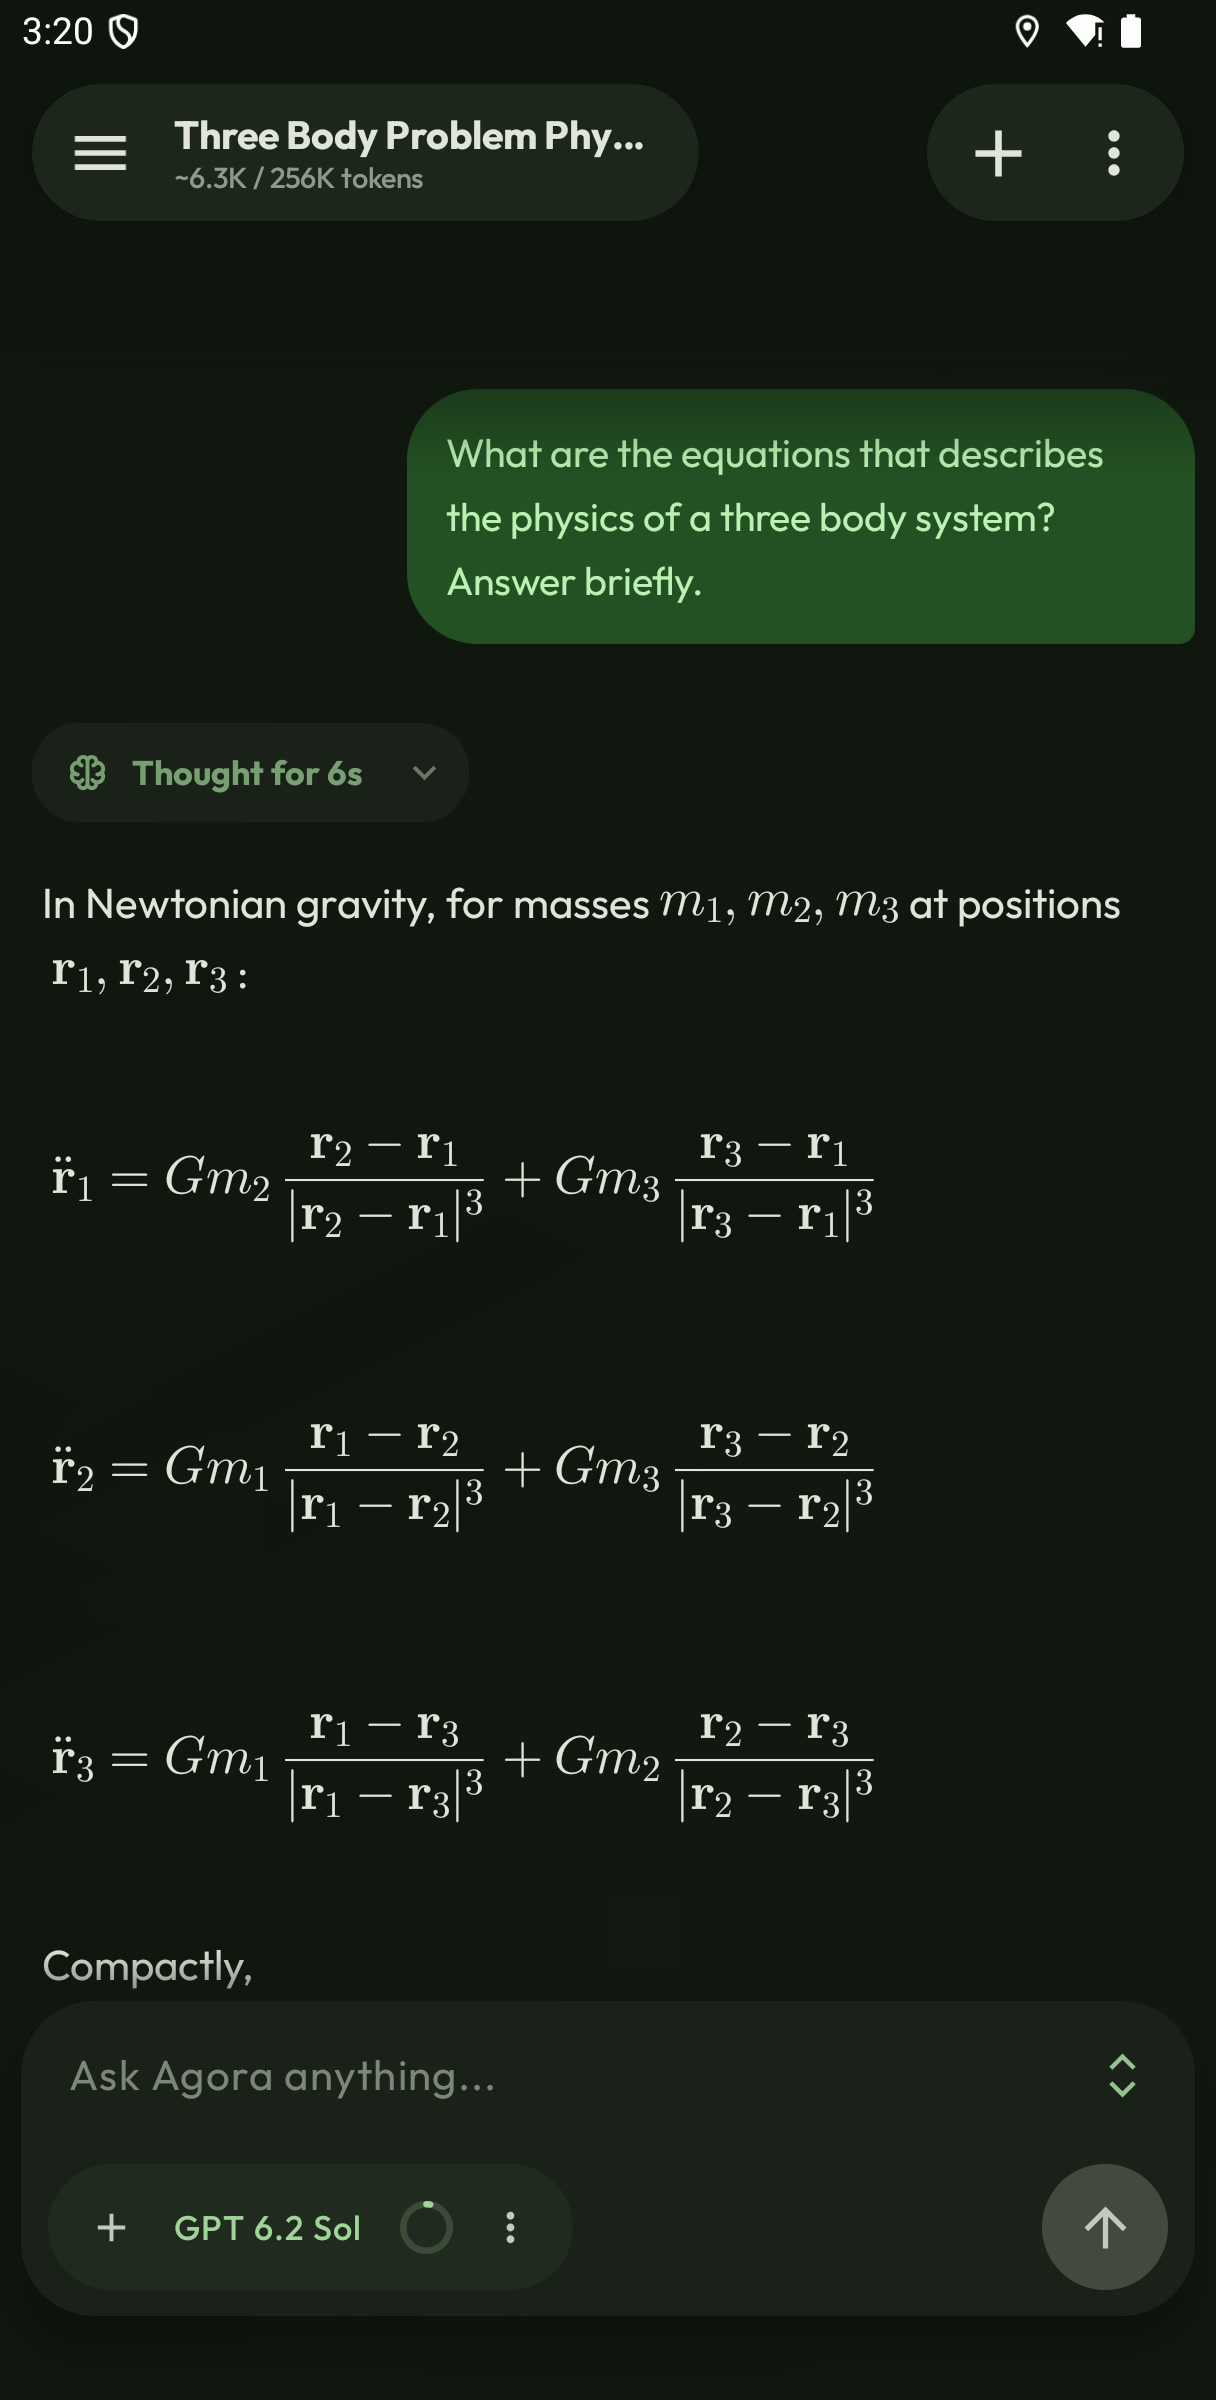 3:20
Three Body Problem Phy...
~6.3K / 256K tokens
What are the equations that describes
the physics of a three body system?
Answer briefly.
Thought for 6s
In Newtonian gravity, for masses m₁, m₂, m₃ at positions
r₁, r₂, r₃:
r̈₁ = Gm₂ (r₂ − r₁)/|r₂ − r₁|³ + Gm₃ (r₃ − r₁)/|r₃ − r₁|³
r̈₂ = Gm₁ (r₁ − r₂)/|r₁ − r₂|³ + Gm₃ (r₃ − r₂)/|r₃ − r₂|³
r̈₃ = Gm₁ (r₁ − r₃)/|r₁ − r₃|³ + Gm₂ (r₂ − r₃)/|r₂ − r₃|³
Compactly,
Ask Agora anything...
GPT 6.2 Sol